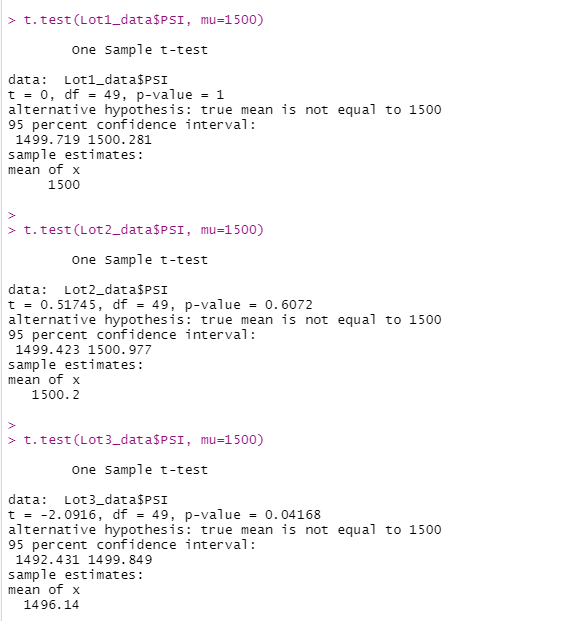 > t.test(Lot1_data$PSI, mu=1500)
One Sample t-test
data:  Lot1_data$PSI
t = 0, df = 49, p-value = 1
alternative hypothesis: true mean is not equal to 1500
95 percent confidence interval:
1499.719 1500.281
sample estimates:
mean of x
1500
>
> t.test(Lot2_data$PSI, mu=1500)
One Sample t-test
data:  Lot2_data$PSI
t = 0.51745, df = 49, p-value = 0.6072
alternative hypothesis: true mean is not equal to 1500
95 percent confidence interval:
1499.423 1500.977
sample estimates:
mean of x
1500.2
>
> t.test(Lot3_data$PSI, mu=1500)
One Sample t-test
data:  Lot3_data$PSI
t = -2.0916, df = 49, p-value = 0.04168
alternative hypothesis: true mean is not equal to 1500
95 percent confidence interval:
1492.431 1499.849
sample estimates:
mean of x
1496.14